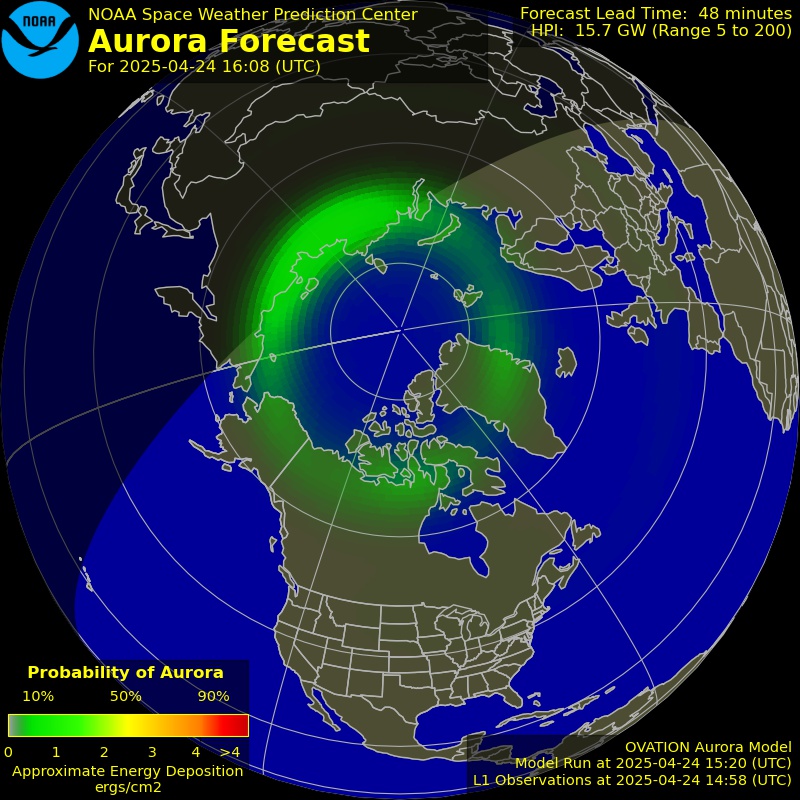 NOAA
NOAA Space Weather Prediction Center
Aurora Forecast
For 2025-04-24 16:08 (UTC)
Forecast Lead Time: 48 minutes
HPI: 15.7 GW (Range 5 to 200)
Probability of Aurora
10% 50% 90%
0 1 2 3 4 >4
Approximate Energy Deposition
ergs/cm2
OVATION Aurora Model
Model Run at 2025-04-24 15:20 (UTC)
L1 Observations at 2025-04-24 14:58 (UTC)